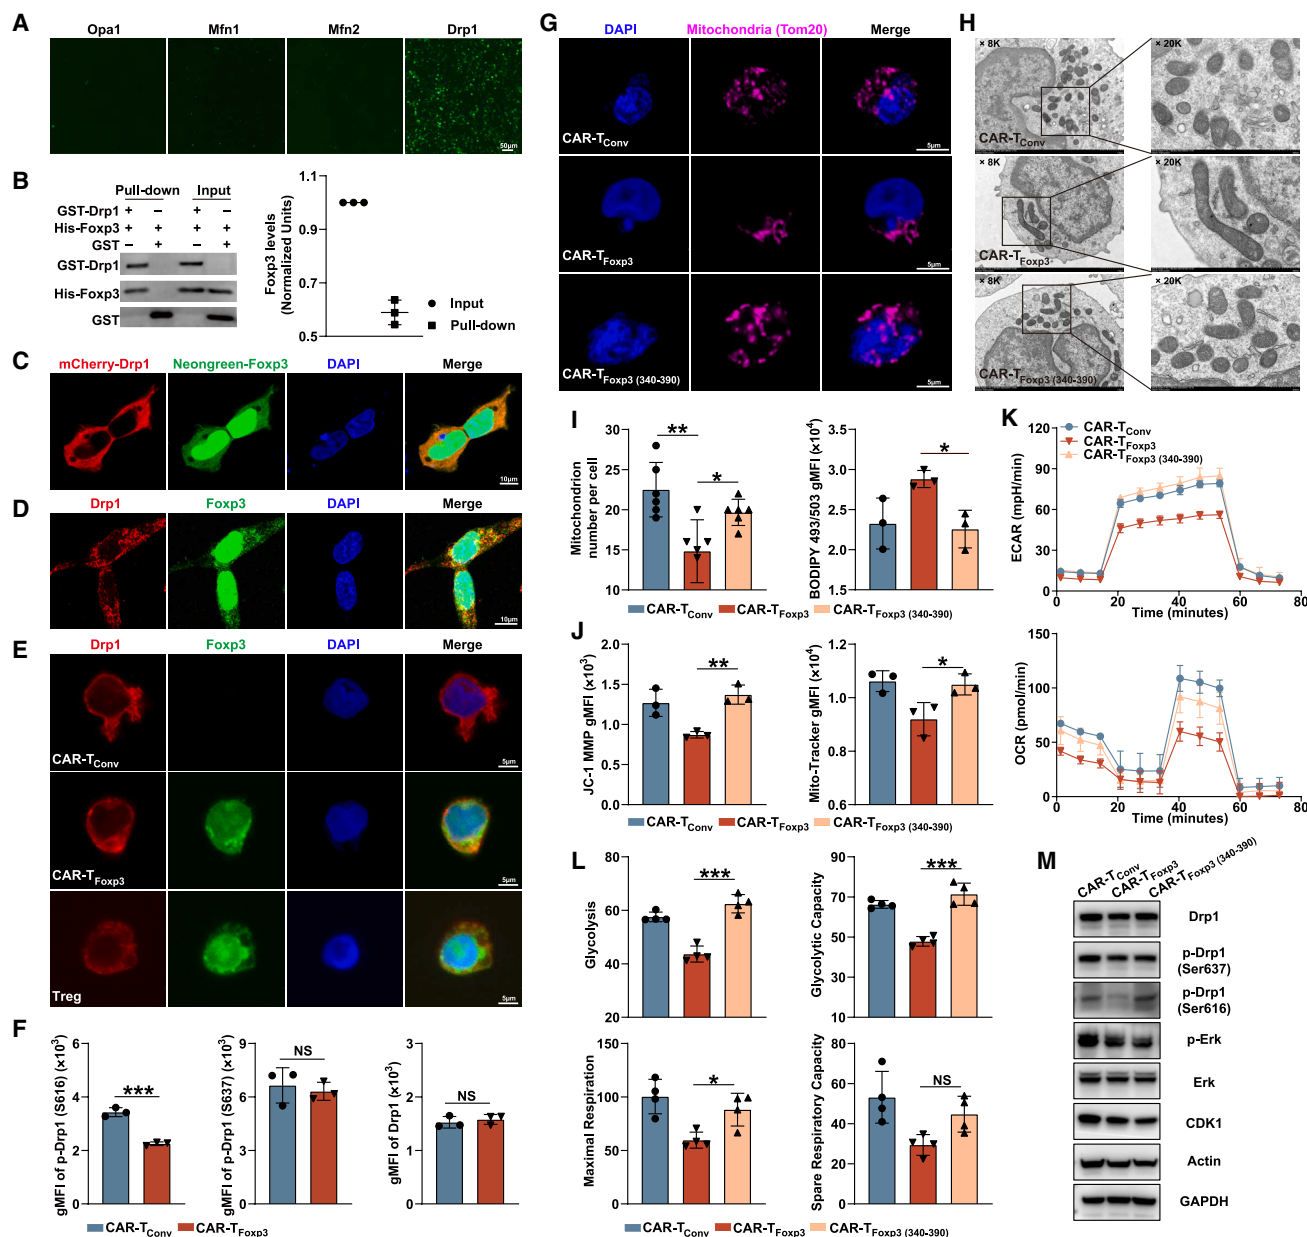 A
Opa1 Mfn1 Mfn2 Drp1
50μm
B
Pull-down Input
GST-Drp1 + − + −
His-Foxp3 + + + +
GST − + − +
GST-Drp1
His-Foxp3
GST
Foxp3 levels
(Normalized Units)
1.1
0.9
0.7
0.5
Input
Pull-down
C
mCherry-Drp1 Neongreen-Foxp3 DAPI Merge
10μm
D
Drp1 Foxp3 DAPI Merge
10μm
E
Drp1 Foxp3 DAPI Merge
CAR-TConv
5μm
CAR-TFoxp3
5μm
Treg
5μm
F
gMFI of p-Drp1 (S616) (x10³)
6
4
2
0
***
gMFI of p-Drp1 (S637) (x10³)
9
6
3
0
NS
gMFI of Drp1 (x10³)
4
3
2
1
0
NS
CAR-TConv CAR-TFoxp3
G
DAPI Mitochondria (Tom20) Merge
CAR-TConv
5μm
CAR-TFoxp3
5μm
CAR-TFoxp3 (340-390)
5μm
H
× 8K × 20K
CAR-TConv
× 8K × 20K
CAR-TFoxp3
× 8K × 20K
CAR-TFoxp3 (340-390)
I
Mitochondrion
number per cell
30
25
20
15
10
** *
BODIPY 493/503 gMFI (x10⁴)
3.5
3.0
2.5
2.0
1.5
*
CAR-TConv CAR-TFoxp3 CAR-TFoxp3 (340-390)
J
JC-1 MMP gMFI (x10³)
2.0
1.5
1.0
0.5
0
**
Mito-Tracker gMFI (x10⁴)
1.2
1.0
0.8
0.6
*
CAR-TConv CAR-TFoxp3 CAR-TFoxp3 (340-390)
K
CAR-TConv
CAR-TFoxp3
CAR-TFoxp3 (340-390)
ECAR (mpH/min)
120
90
60
30
0
0 20 40 60 80
Time (minutes)
OCR (pmol/min)
150
100
50
0
0 20 40 60 80
Time (minutes)
L
Glycolysis
80
60
40
20
***
Glycolytic Capacity
90
70
50
30
10
***
Maximal Respiration
150
100
50
0
*
Spare Respiratory Capacity
80
60
40
20
0
NS
CAR-TConv CAR-TFoxp3 CAR-TFoxp3 (340-390)
M
CAR-TConv CAR-TFoxp3 CAR-TFoxp3 (340-390)
Drp1
p-Drp1
(Ser637)
p-Drp1
(Ser616)
p-Erk
Erk
CDK1
Actin
GAPDH